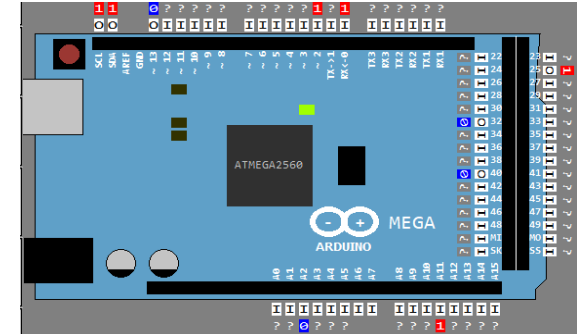 1 1 0 ? ? ? ? ? ? ? ? ? ? 1 ? 1 ? ? ? ? ? ?
O O O I I I I I I I I I I I I I I I I I I I
SCL SDA AREF GND ~ 13 ~ 12 ~ 11 ~ 10 ~ 9 ~ 8 ~ 7 ~ 6 ~ 5 ~ 4 ~ 3 ~ 2 TX->1 RX<-0 TX3 RX3 TX2 RX2 TX1 RX1
? I 22 23 I ?
? I 24 25 O 1
? I 26 27 I ?
? I 28 29 I ?
? I 30 31 I ?
0 O 32 33 I ?
? I 34 35 I ?
? I 36 37 I ?
? I 38 39 I ?
0 O 40 41 I ?
? I 42 43 I ?
? I 44 45 I ?
? I 46 47 I ?
? I 48 49 I ?
? I MI MO I ?
? I SK SS I ?
ATMEGA2560
- + MEGA
ARDUINO
A0 A1 A2 A3 A4 A5 A6 A7 A8 A9 A10 A11 A12 A13 A14 A15
I I I I I I I I I I I I I I I I
? ? 0 ? ? ? ? ? ? 1 ? ?